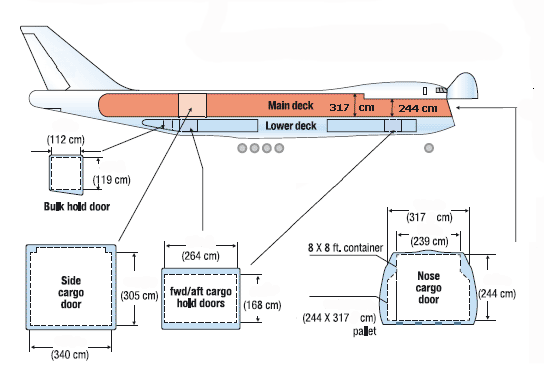 Main deck 317 cm 244 cm
Lower deck
(112 cm)
(119 cm)
Bulk hold door
(317 cm)
(239 cm)
8 X 8 ft. container
(264 cm)
Side
cargo
door
(305 cm)
(340 cm)
fwd/aft cargo
hold doors
(168 cm)
Nose
cargo
door
(244 cm)
(244 X 317 cm)
pallet